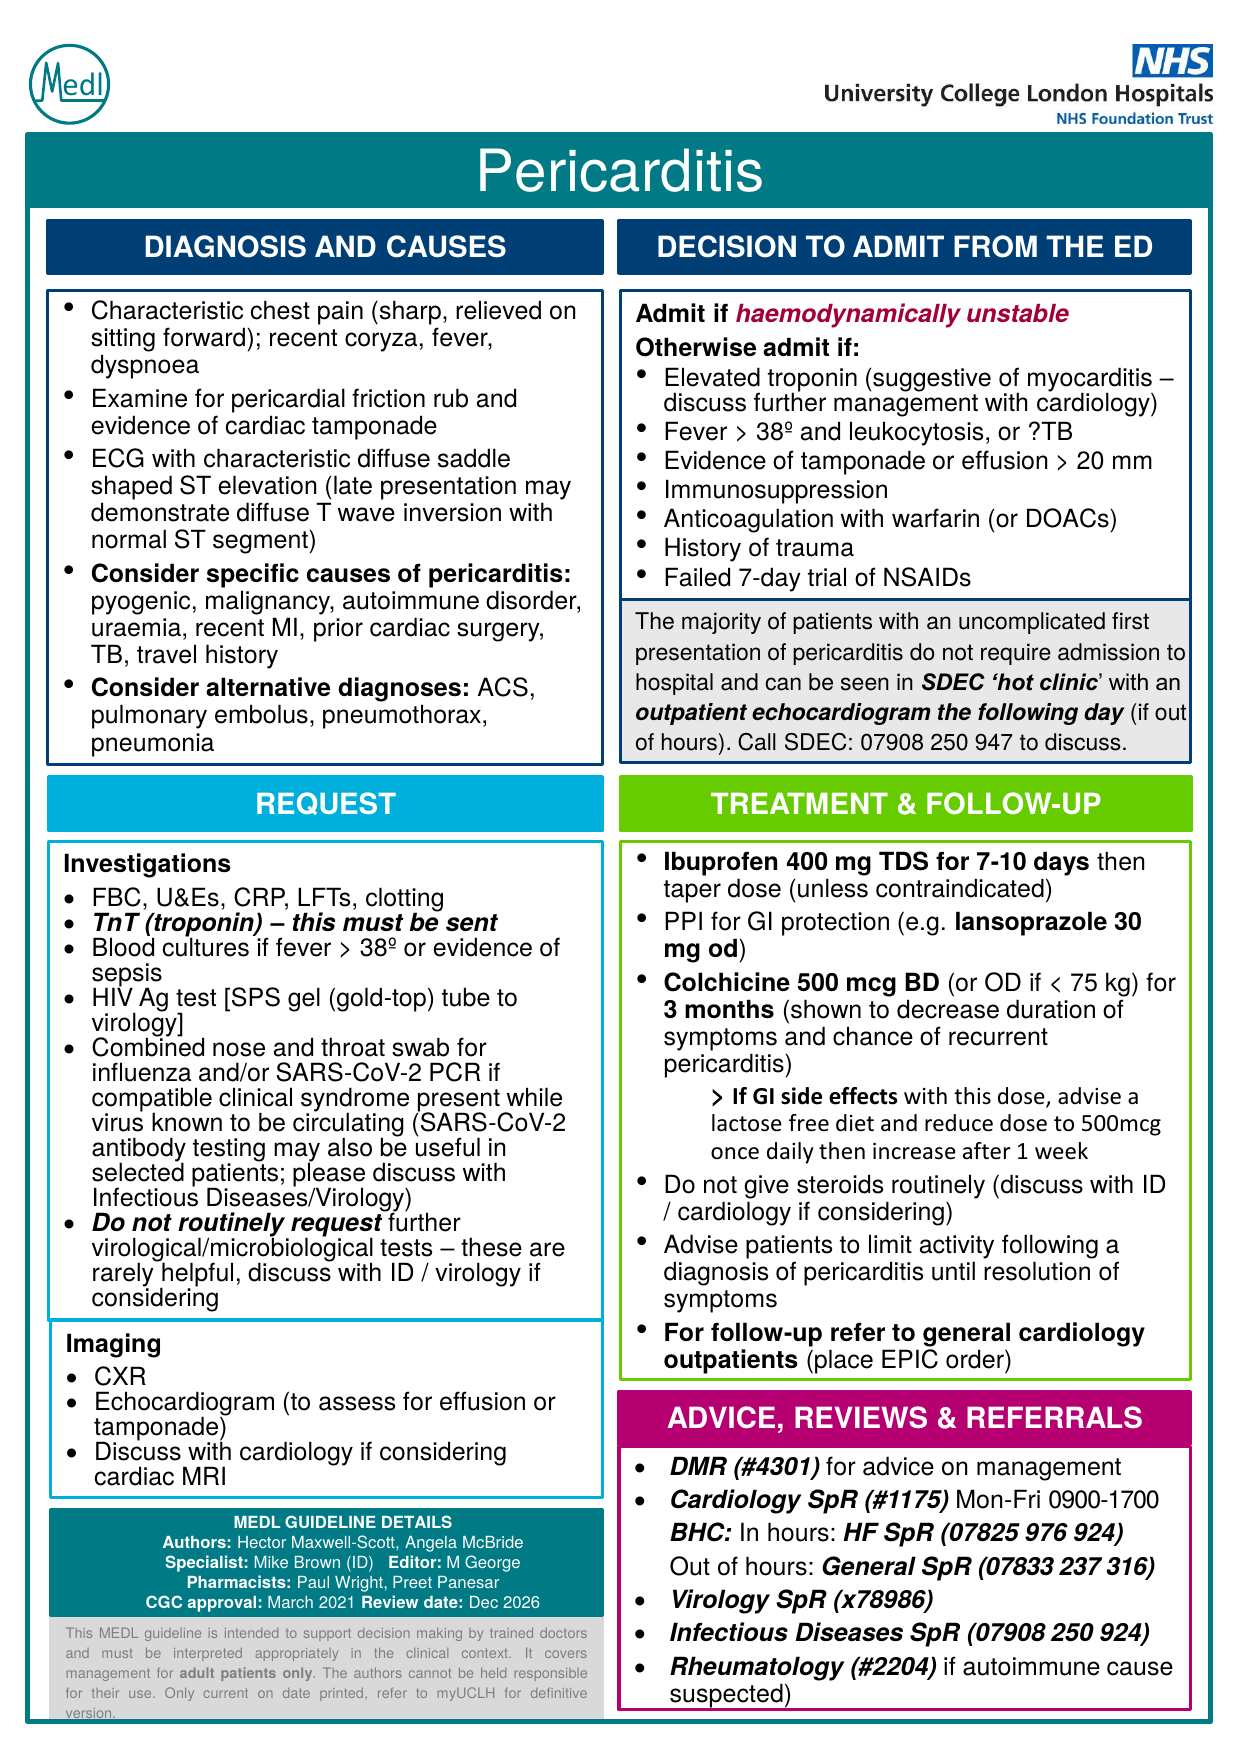 Medl
NHS
University College London Hospitals
NHS Foundation Trust
Pericarditis
DIAGNOSIS AND CAUSES
• Characteristic chest pain (sharp, relieved on
sitting forward); recent coryza, fever,
dyspnoea
• Examine for pericardial friction rub and
evidence of cardiac tamponade
• ECG with characteristic diffuse saddle
shaped ST elevation (late presentation may
demonstrate diffuse T wave inversion with
normal ST segment)
• Consider specific causes of pericarditis:
pyogenic, malignancy, autoimmune disorder,
uraemia, recent MI, prior cardiac surgery,
TB, travel history
• Consider alternative diagnoses: ACS,
pulmonary embolus, pneumothorax,
pneumonia
DECISION TO ADMIT FROM THE ED
Admit if haemodynamically unstable
Otherwise admit if:
• Elevated troponin (suggestive of myocarditis –
discuss further management with cardiology)
• Fever > 38º and leukocytosis, or ?TB
• Evidence of tamponade or effusion > 20 mm
• Immunosuppression
• Anticoagulation with warfarin (or DOACs)
• History of trauma
• Failed 7-day trial of NSAIDs
The majority of patients with an uncomplicated first
presentation of pericarditis do not require admission to
hospital and can be seen in SDEC ‘hot clinic’ with an
outpatient echocardiogram the following day (if out
of hours). Call SDEC: 07908 250 947 to discuss.
REQUEST
Investigations
• FBC, U&Es, CRP, LFTs, clotting
• TnT (troponin) – this must be sent
• Blood cultures if fever > 38º or evidence of
sepsis
• HIV Ag test [SPS gel (gold-top) tube to
virology]
• Combined nose and throat swab for
influenza and/or SARS-CoV-2 PCR if
compatible clinical syndrome present while
virus known to be circulating (SARS-CoV-2
antibody testing may also be useful in
selected patients; please discuss with
Infectious Diseases/Virology)
• Do not routinely request further
virological/microbiological tests – these are
rarely helpful, discuss with ID / virology if
considering
Imaging
• CXR
• Echocardiogram (to assess for effusion or
tamponade)
• Discuss with cardiology if considering
cardiac MRI
TREATMENT & FOLLOW-UP
• Ibuprofen 400 mg TDS for 7-10 days then
taper dose (unless contraindicated)
• PPI for GI protection (e.g. lansoprazole 30
mg od)
• Colchicine 500 mcg BD (or OD if < 75 kg) for
3 months (shown to decrease duration of
symptoms and chance of recurrent
pericarditis)
> If GI side effects with this dose, advise a
lactose free diet and reduce dose to 500mcg
once daily then increase after 1 week
• Do not give steroids routinely (discuss with ID
/ cardiology if considering)
• Advise patients to limit activity following a
diagnosis of pericarditis until resolution of
symptoms
• For follow-up refer to general cardiology
outpatients (place EPIC order)
ADVICE, REVIEWS & REFERRALS
• DMR (#4301) for advice on management
• Cardiology SpR (#1175) Mon-Fri 0900-1700
BHC: In hours: HF SpR (07825 976 924)
Out of hours: General SpR (07833 237 316)
• Virology SpR (x78986)
• Infectious Diseases SpR (07908 250 924)
• Rheumatology (#2204) if autoimmune cause
suspected)
MEDL GUIDELINE DETAILS
Authors: Hector Maxwell-Scott, Angela McBride
Specialist: Mike Brown (ID) Editor: M George
Pharmacists: Paul Wright, Preet Panesar
CGC approval: March 2021 Review date: Dec 2026
This MEDL guideline is intended to support decision making by trained doctors
and must be interpreted appropriately in the clinical context. It covers
management for adult patients only. The authors cannot be held responsible
for their use. Only current on date printed, refer to myUCLH for definitive
version.